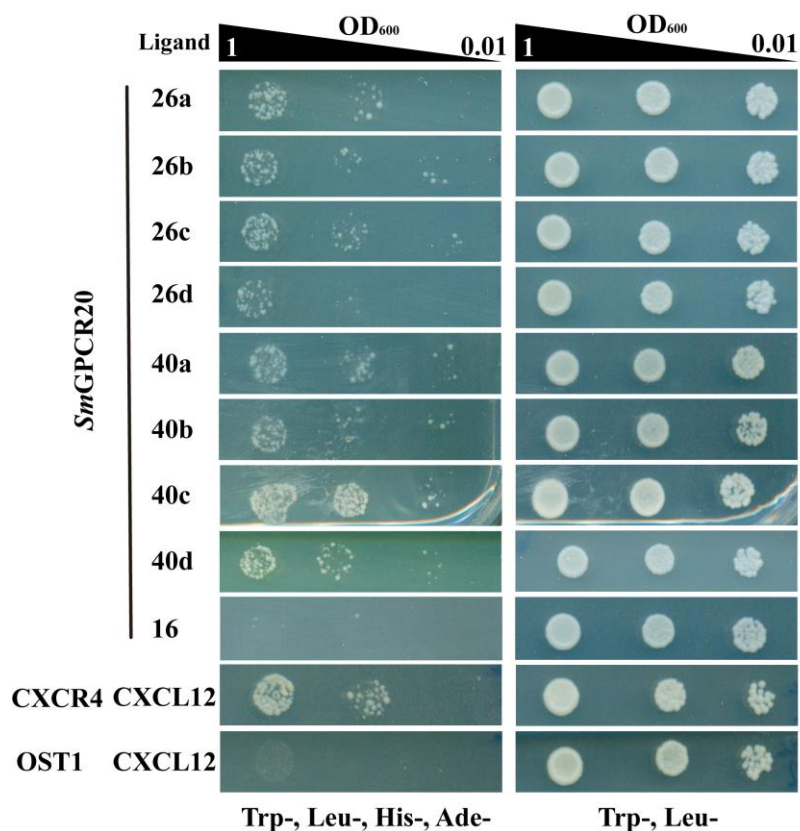 Ligand
OD₆₀₀
1 0.01
OD₆₀₀
1 0.01
SmGPCR20
26a
26b
26c
26d
40a
40b
40c
40d
16
CXCR4 CXCL12
OST1 CXCL12
Trp-, Leu-, His-, Ade-
Trp-, Leu-